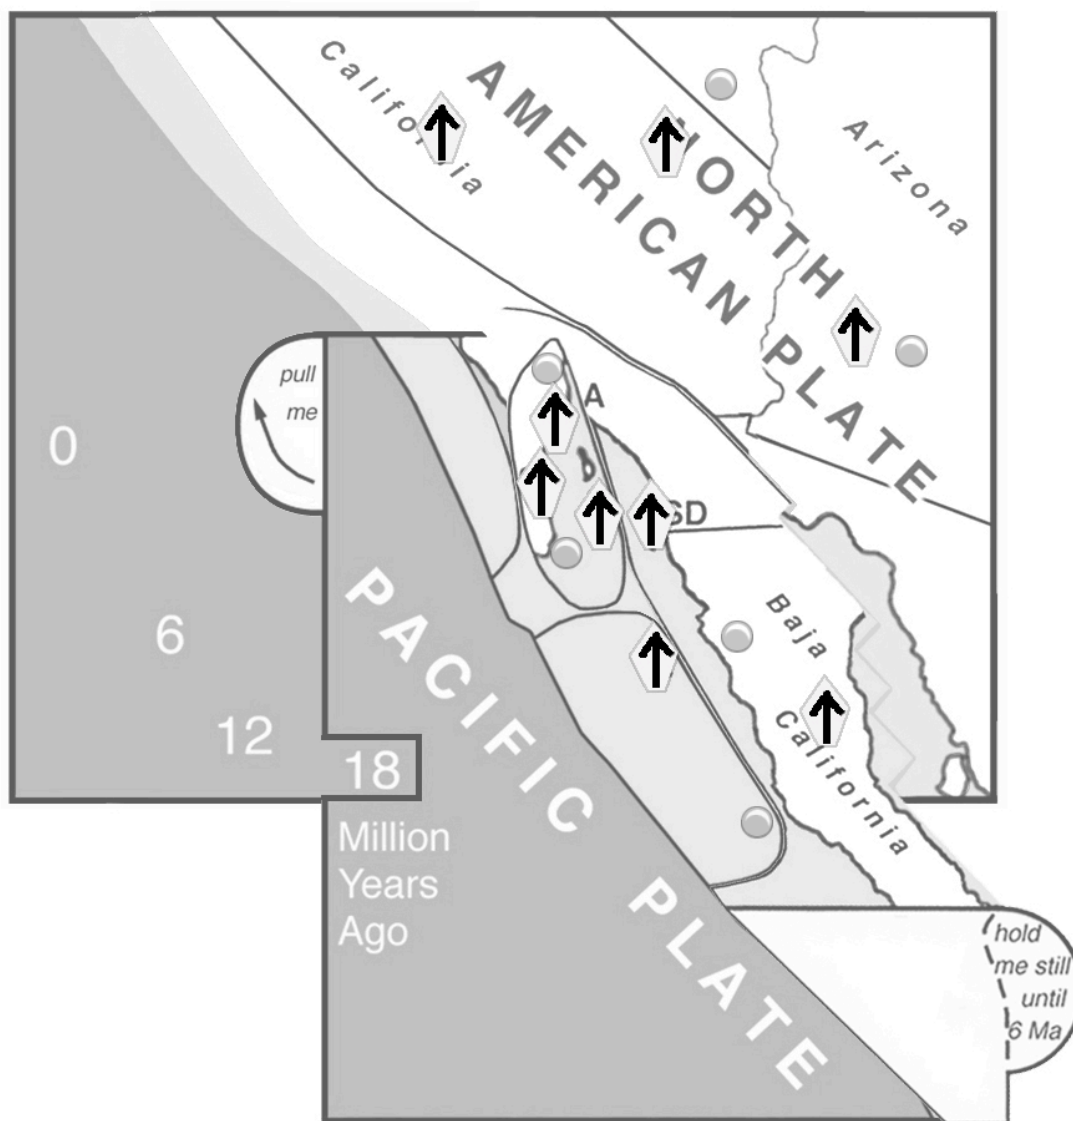 California
AMERICAN
NORTH
PLATE
Arizona
pull
me
A
0
SD
PACIFIC
PLATE
Baja
California
6
12
18
Million
Years
Ago
hold
me still
until
6 Ma